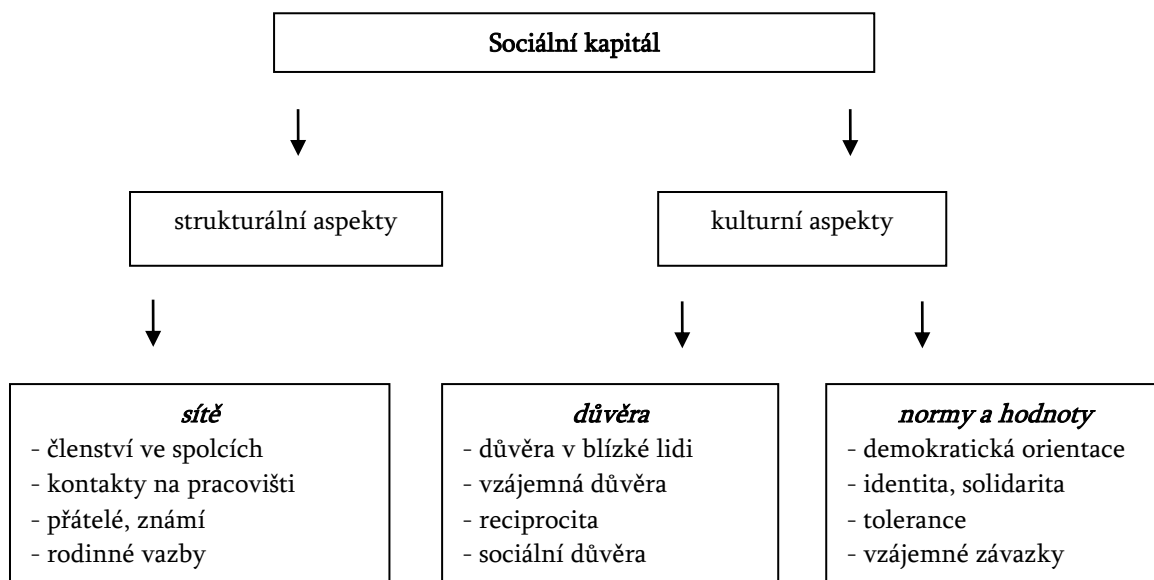 Sociální kapitál
strukturální aspekty
kulturní aspekty
sítě
- členství ve spolcích
- kontakty na pracovišti
- přátelé, známí
- rodinné vazby
důvěra
- důvěra v blízké lidi
- vzájemná důvěra
- reciprocita
- sociální důvěra
normy a hodnoty
- demokratická orientace
- identita, solidarita
- tolerance
- vzájemné závazky